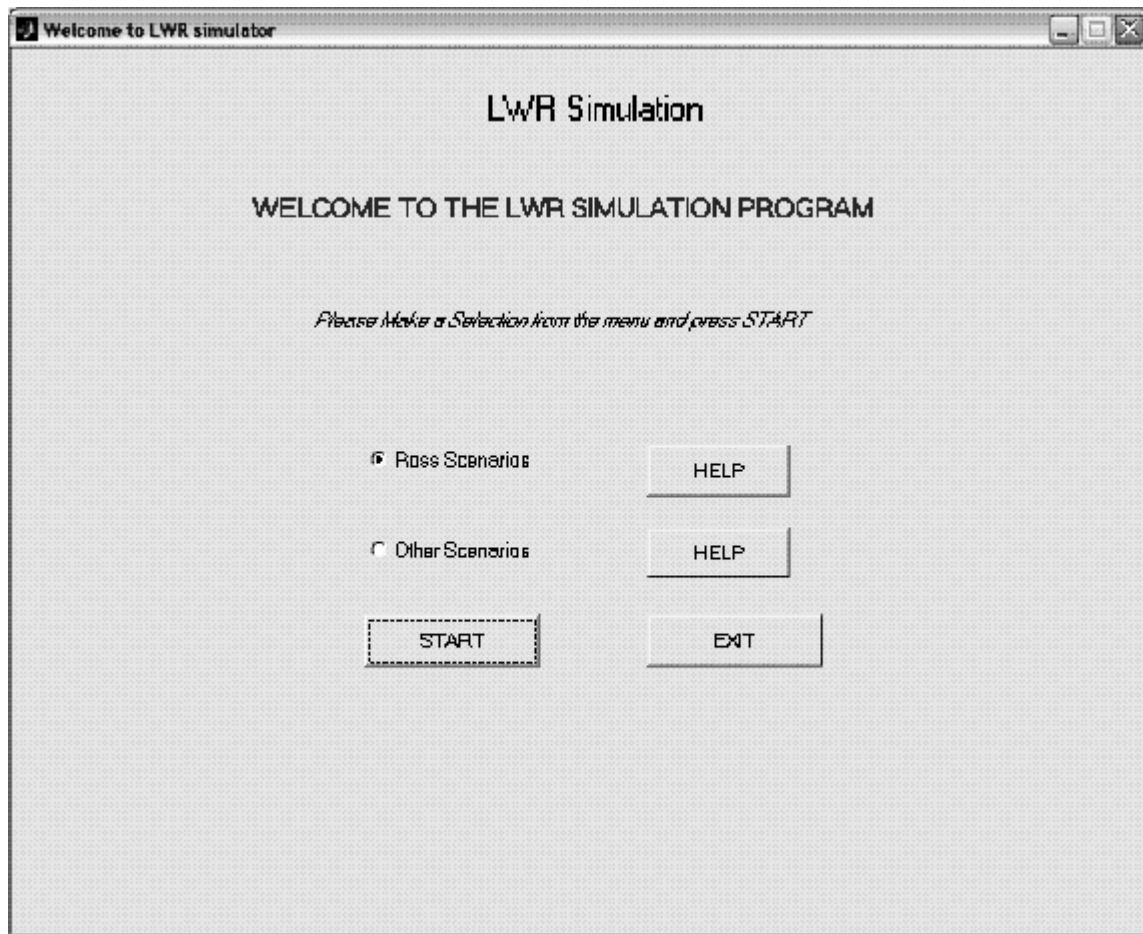 Welcome to LWR simulator
LWR Simulation
WELCOME TO THE LWR SIMULATION PROGRAM
Please Make a Selection from the menu and press START
Ross Scenarios
HELP
Other Scenarios
HELP
START
EXIT